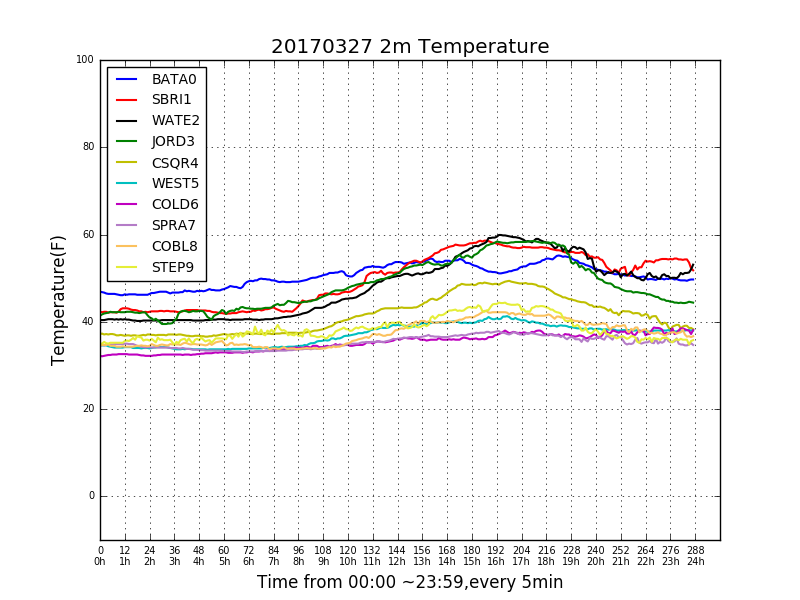 20170327 2m Temperature
100
80
60
40
20
0
Temperature(F)
BATA0
SBRI1
WATE2
JORD3
CSQR4
WEST5
COLD6
SPRA7
COBL8
STEP9
0 12 24 36 48 60 72 84 96 108 120 132 144 156 168 180 192 204 216 228 240 252 264 276 288
0h 1h 2h 3h 4h 5h 6h 7h 8h 9h 10h 11h 12h 13h 14h 15h 16h 17h 18h 19h 20h 21h 22h 23h 24h
Time from 00:00 ~23:59,every 5min